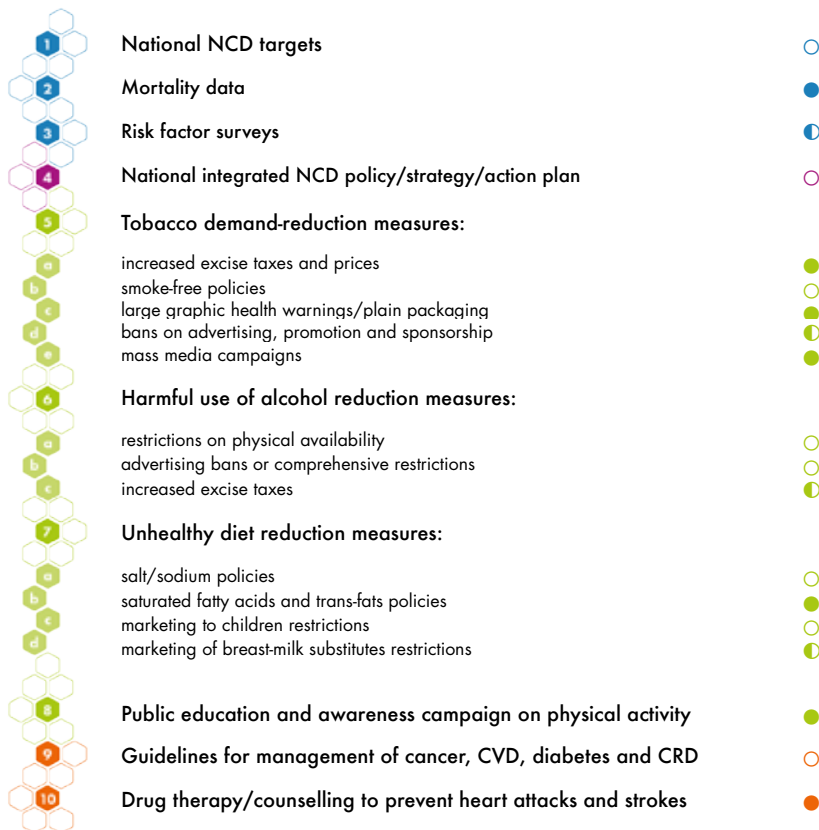 1 National NCD targets
2 Mortality data
3 Risk factor surveys
4 National integrated NCD policy/strategy/action plan
5 Tobacco demand-reduction measures:
a increased excise taxes and prices
b smoke-free policies
c large graphic health warnings/plain packaging
d bans on advertising, promotion and sponsorship
e mass media campaigns
6 Harmful use of alcohol reduction measures:
a restrictions on physical availability
b advertising bans or comprehensive restrictions
c increased excise taxes
7 Unhealthy diet reduction measures:
a salt/sodium policies
b saturated fatty acids and trans-fats policies
c marketing to children restrictions
d marketing of breast-milk substitutes restrictions
8 Public education and awareness campaign on physical activity
9 Guidelines for management of cancer, CVD, diabetes and CRD
10 Drug therapy/counselling to prevent heart attacks and strokes